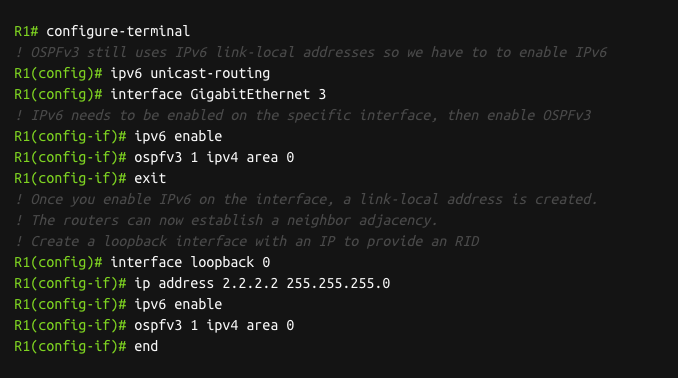 R1# configure-terminal
! OSPFv3 still uses IPv6 link-local addresses so we have to to enable IPv6
R1(config)# ipv6 unicast-routing
R1(config)# interface GigabitEthernet 3
! IPv6 needs to be enabled on the specific interface, then enable OSPFv3
R1(config-if)# ipv6 enable
R1(config-if)# ospfv3 1 ipv4 area 0
R1(config-if)# exit
! Once you enable IPv6 on the interface, a link-local address is created.
! The routers can now establish a neighbor adjacency.
! Create a loopback interface with an IP to provide an RID
R1(config)# interface loopback 0
R1(config-if)# ip address 2.2.2.2 255.255.255.0
R1(config-if)# ipv6 enable
R1(config-if)# ospfv3 1 ipv4 area 0
R1(config-if)# end